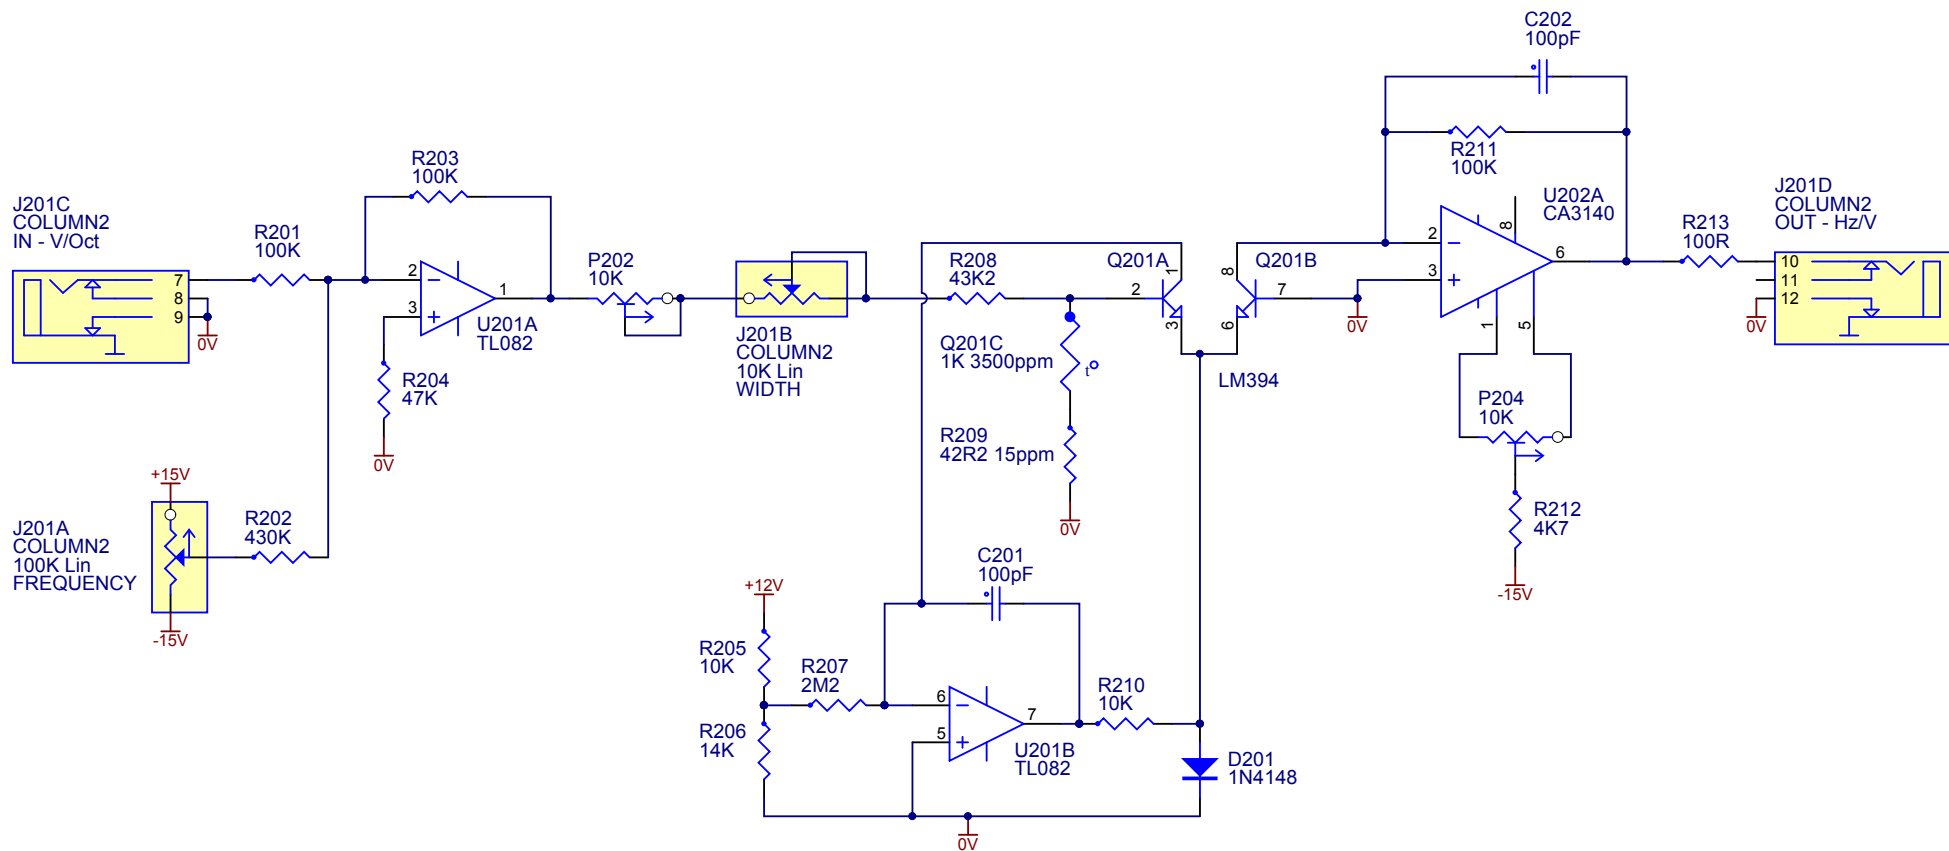 C202
100pF
R211
100K
U202A
CA3140
8
2
3
6
1
5
J201D
COLUMN2
OUT - Hz/V
R213
100R
10
11
12
0V
R203
100K
J201C
COLUMN2
IN - V/Oct
R201
100K
7
8
9
0V
2
3
1
U201A
TL082
R204
47K
0V
P202
10K
J201B
COLUMN2
10K Lin
WIDTH
R208
43K2
Q201A
1
2
3
8
Q201B
7
6
0V
LM394
Q201C
1K 3500ppm
t°
R209
42R2 15ppm
0V
P204
10K
R212
4K7
-15V
+15V
J201A
COLUMN2
100K Lin
FREQUENCY
R202
430K
-15V
C201
100pF
+12V
R205
10K
R207
2M2
R206
14K
6
5
7
U201B
TL082
R210
10K
D201
1N4148
0V